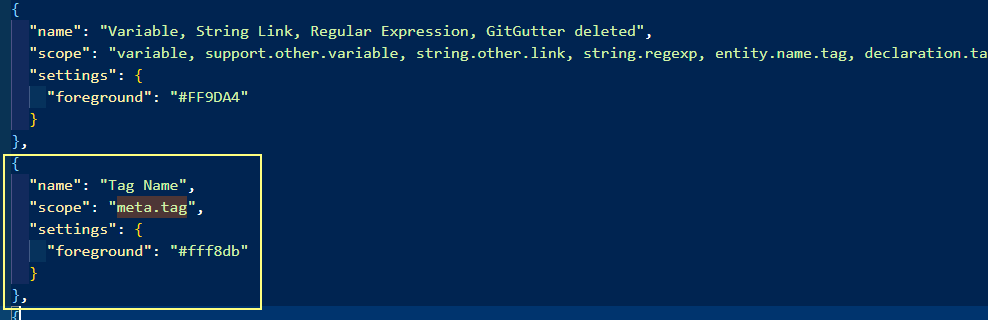 {
"name": "Variable, String Link, Regular Expression, GitGutter deleted",
"scope": "variable, support.other.variable, string.other.link, string.regexp, entity.name.tag, declaration.ta
"settings": {
"foreground": "#FF9DA4"
}
},
{
"name": "Tag Name",
"scope": "meta.tag",
"settings": {
"foreground": "#fff8db"
}
},
{